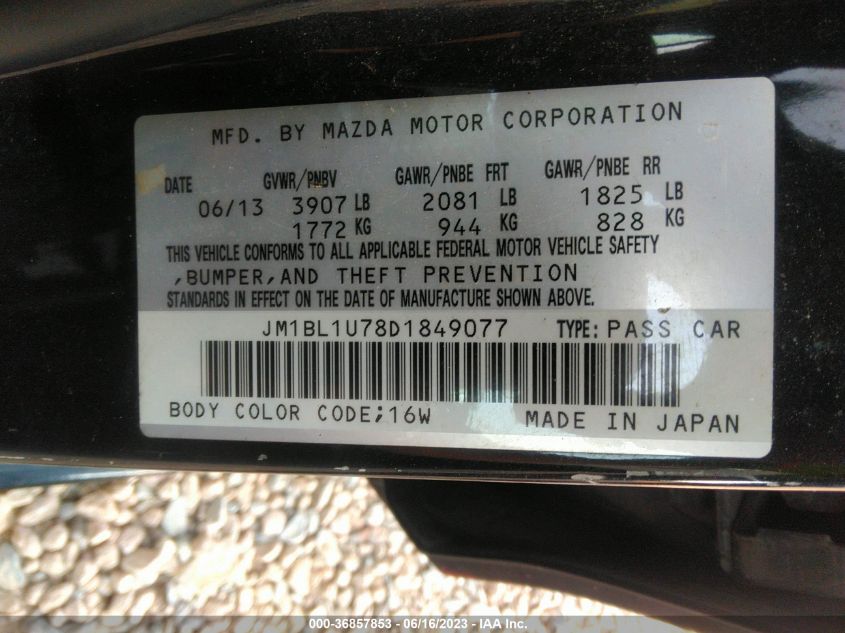 MFD. BY MAZDA MOTOR CORPORATION
DATE GVWR/PNBV GAWR/PNBE FRT GAWR/PNBE RR
06/13 3907 LB 2081 LB 1825 LB
1772 KG 944 KG 828 KG
THIS VEHICLE CONFORMS TO ALL APPLICABLE FEDERAL MOTOR VEHICLE SAFETY
,BUMPER,AND THEFT PREVENTION
STANDARDS IN EFFECT ON THE DATE OF MANUFACTURE SHOWN ABOVE.
JM1BL1U78D1849077 TYPE: PASS CAR
BODY COLOR CODE;16W MADE IN JAPAN
000-36857853 - 06/16/2023 - IAA Inc.